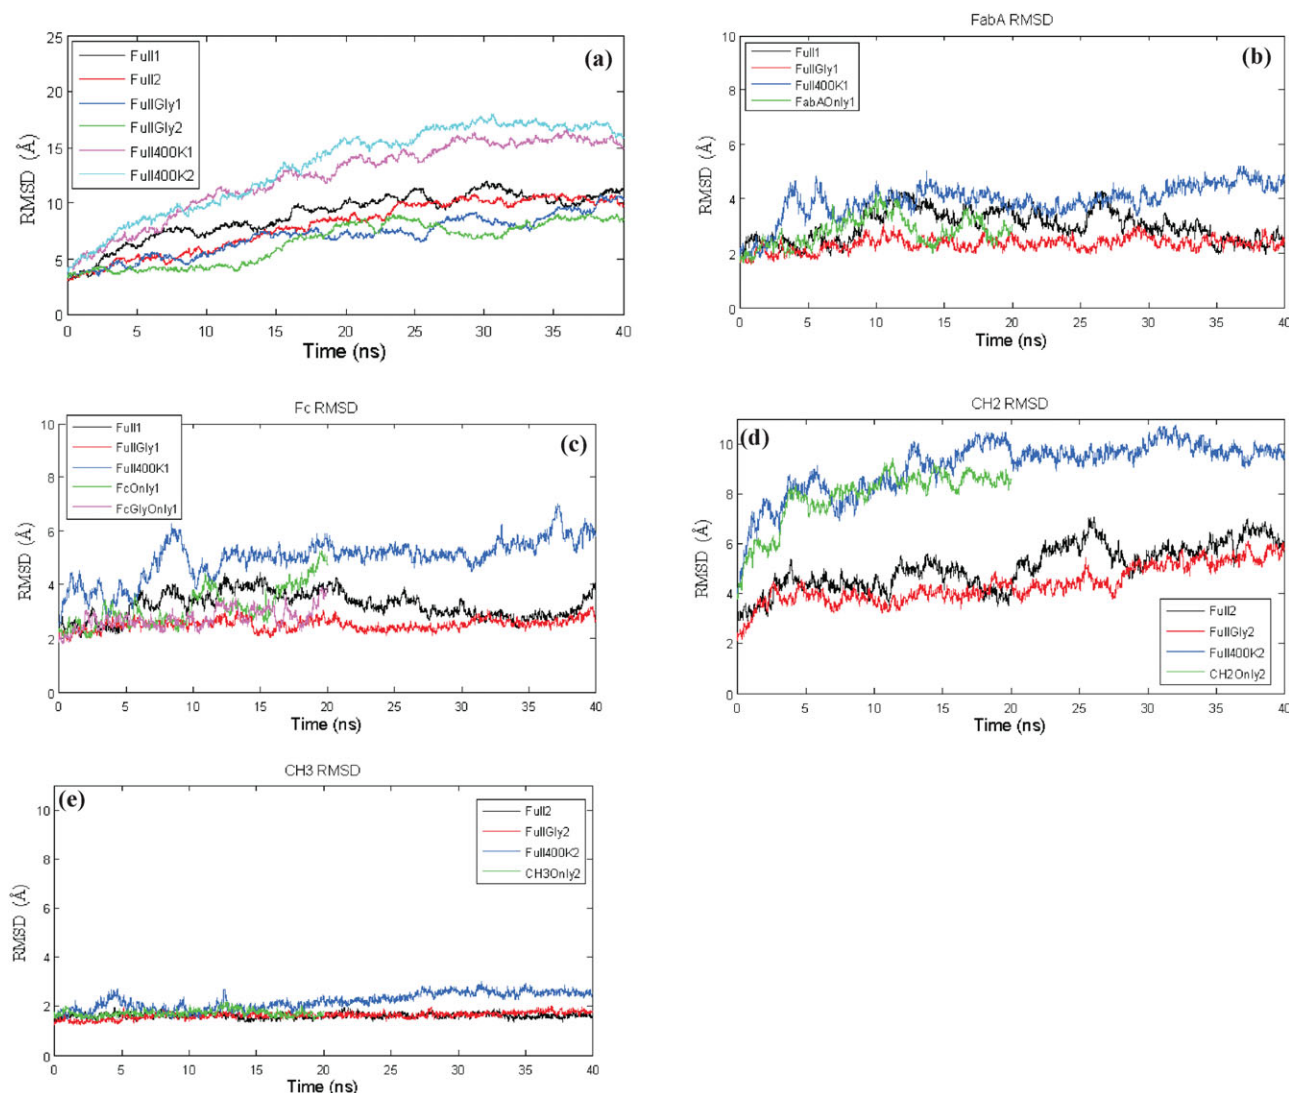 25
20
15
10
5
0
RMSD (Å)
Full1
Full2
FullGly1
FullGly2
Full400K1
Full400K2
(a)
0 5 10 15 20 25 30 35 40
Time (ns)
FabA RMSD
10
8
6
4
2
0
RMSD (Å)
Full1
FullGly1
Full400K1
FabAOnly1
(b)
0 5 10 15 20 25 30 35 40
Time (ns)
Fc RMSD
10
8
6
4
2
0
RMSD (Å)
Full1
FullGly1
Full400K1
FcOnly1
FcGlyOnly1
(c)
0 5 10 15 20 25 30 35 40
Time (ns)
CH2 RMSD
(d)
10
8
6
4
2
0
RMSD (Å)
Full2
FullGly2
Full400K2
CH2Only2
0 5 10 15 20 25 30 35 40
Time (ns)
CH3 RMSD
(e)
10
8
6
4
2
0
RMSD (Å)
Full2
FullGly2
Full400K2
CH3Only2
0 5 10 15 20 25 30 35 40
Time (ns)